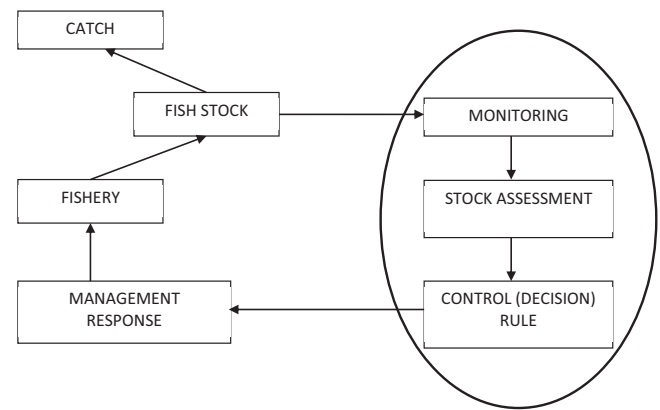 CATCH
FISH STOCK
MONITORING
FISHERY
STOCK ASSESSMENT
MANAGEMENT
RESPONSE
CONTROL (DECISION)
RULE